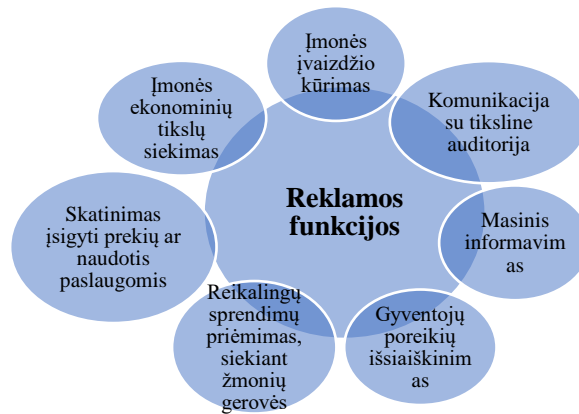 Įmonės
įvaizdžio
kūrimas
Komunikacija
su tiksline
auditorija
Masinis
informavim
as
Gyventojų
poreikių
išsiaiškinim
as
Reikalingų
sprendimų
priėmimas,
siekiant
žmonių
gerovės
Skatinimas
įsigyti prekių ar
naudotis
paslaugomis
Įmonės
ekonominių
tikslų
siekimas
Reklamos
funkcijos